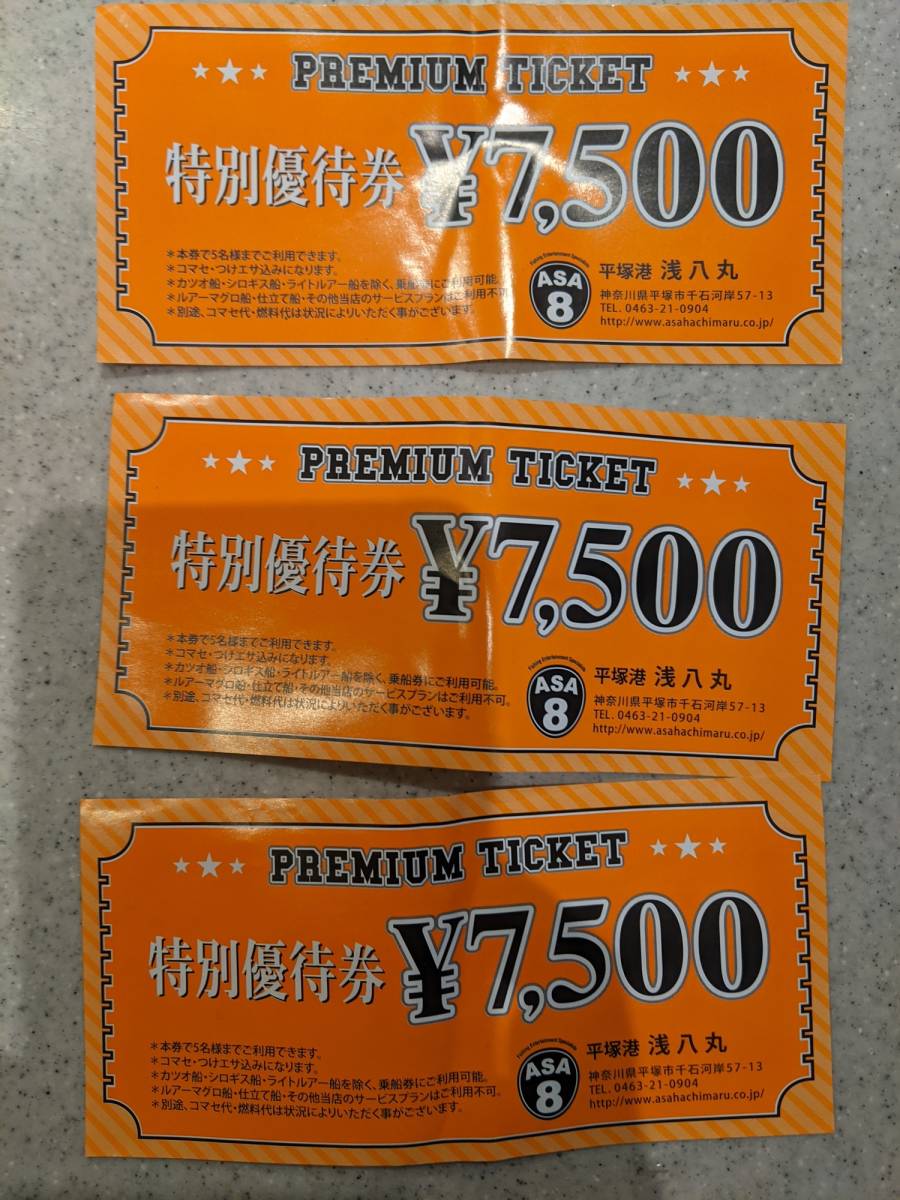 PREMIUM TICKET
特別優待券 ¥7,500
*本券で5名様までご利用できます。
*コマセ・つけエサ込みになります。
*カツオ船・シロギス船・ライトルアー船を除く、乗船券にご利用可能。
*ルアーマグロ船・仕立て船・その他当店のサービスプランはご利用不可。
*別途、コマセ代・燃料代は状況によりいただく事がございます。
Fishing Entertainment Specialist
ASA
8
平塚港 浅八丸
神奈川県平塚市千石河岸57-13
TEL. 0463-21-0904
http://www.asahachimaru.co.jp/
PREMIUM TICKET
特別優待券 ¥7,500
*本券で5名様までご利用できます。
*コマセ・つけエサ込みになります。
*カツオ船・シロギス船・ライトルアー船を除く、乗船券にご利用可能。
*ルアーマグロ船・仕立て船・その他当店のサービスプランはご利用不可。
*別途、コマセ代・燃料代は状況によりいただく事がございます。
Fishing Entertainment Specialist
ASA
8
平塚港 浅八丸
神奈川県平塚市千石河岸57-13
TEL. 0463-21-0904
http://www.asahachimaru.co.jp/
PREMIUM TICKET
特別優待券 ¥7,500
*本券で5名様までご利用できます。
*コマセ・つけエサ込みになります。
*カツオ船・シロギス船・ライトルアー船を除く、乗船券にご利用可能。
*ルアーマグロ船・仕立て船・その他当店のサービスプランはご利用不可。
*別途、コマセ代・燃料代は状況によりいただく事がございます。
Fishing Entertainment Specialist
ASA
8
平塚港 浅八丸
神奈川県平塚市千石河岸57-13
TEL. 0463-21-0904
http://www.asahachimaru.co.jp/